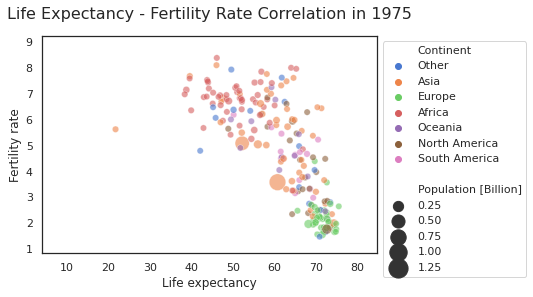 Life Expectancy - Fertility Rate Correlation in 1975
9
8
7
6
5
4
3
2
1
Fertility rate
10 20 30 40 50 60 70 80
Life expectancy
Continent
Other
Asia
Europe
Africa
Oceania
North America
South America
Population [Billion]
0.25
0.50
0.75
1.00
1.25